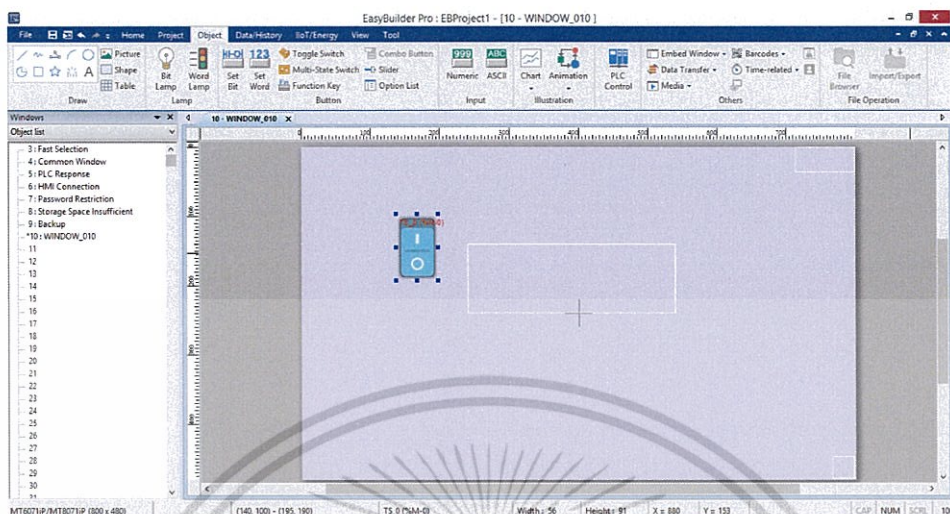 EasyBuilder Pro : EBProject1 - [10 - WINDOW_010 ]
File Home Project Object Data/History IIoT/Energy View Tool
Picture
Shape
Table
A
Draw
Bit Lamp
Word Lamp
Lamp
Set Bit
123
Set Word
Toggle Switch
Multi-State Switch
Function Key
Combo Button
Slider
Option List
Button
999
Numeric
ABC
ASCII
Input
Chart
Animation
Illustration
PLC Control
Embed Window
Data Transfer
Media
Barcodes
Time-related
Others
File Browser
Import/Export
File Operation
Windows
Object list
10 - WINDOW_010
3 : Fast Selection
4 : Common Window
5 : PLC Response
6 : HMI Connection
7 : Password Restriction
8 : Storage Space Insufficient
9 : Backup
*10 : WINDOW_010
11
12
13
14
15
16
17
18
19
20
21
22
23
24
25
26
27
28
29
30
31
MT6071iP/MT8071iP (800 x 480) (140, 100) - (195, 190) TS_0 (%M-0) Width : 56 Height : 91 X = 880 Y = 153 CAP NUM SCRL